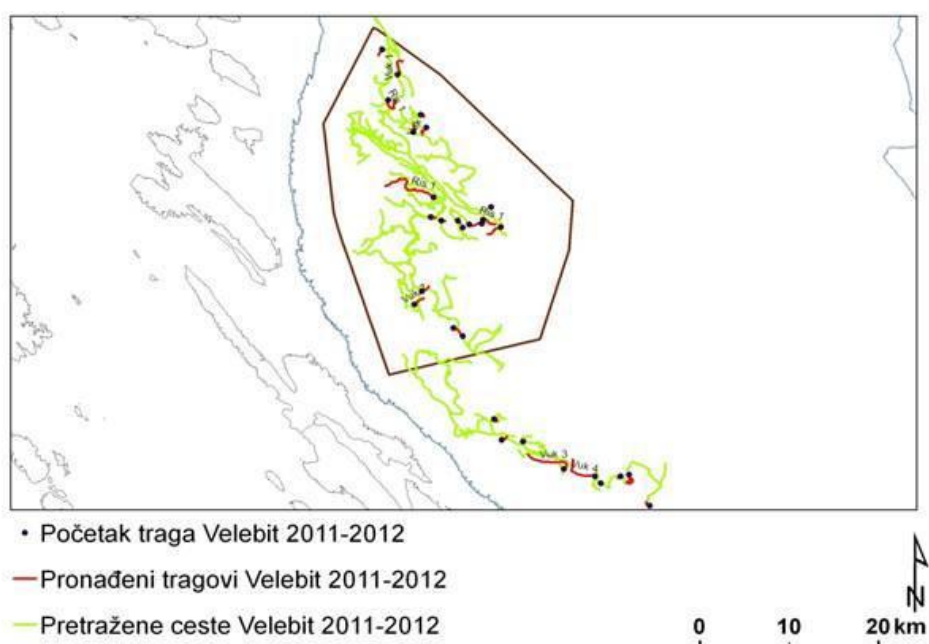 Vuk 1
Ris 1
Ris 1
Vuk 3
Vuk 4
• Početak traga Velebit 2011-2012
Pronađeni tragovi Velebit 2011-2012
Pretražene ceste Velebit 2011-2012
N
0 10 20 km